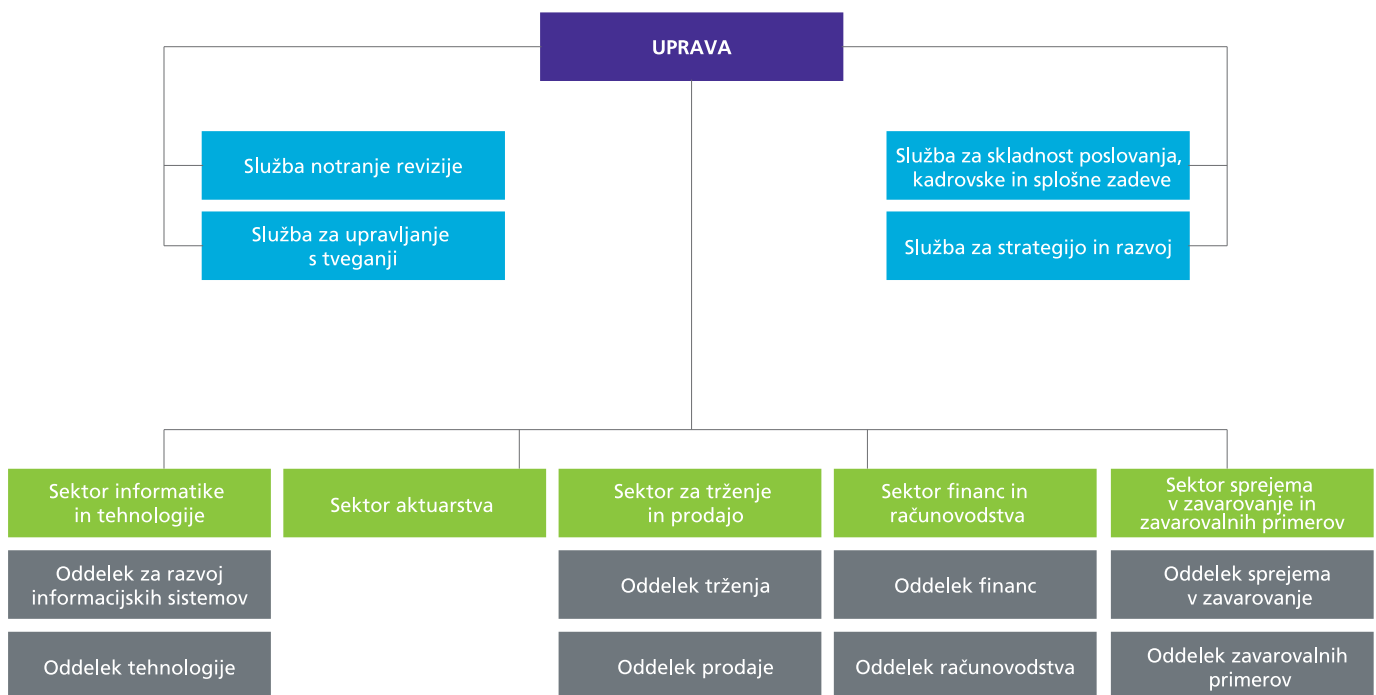 UPRAVA
Služba notranje revizije
Služba za upravljanje
s tveganji
Služba za skladnost poslovanja,
kadrovske in splošne zadeve
Služba za strategijo in razvoj
Sektor informatike
in tehnologije
Oddelek za razvoj
informacijskih sistemov
Oddelek tehnologije
Sektor aktuarstva
Sektor za trženje
in prodajo
Oddelek trženja
Oddelek prodaje
Sektor financ in
računovodstva
Oddelek financ
Oddelek računovodstva
Sektor sprejema
v zavarovanje in
zavarovalnih primerov
Oddelek sprejema
v zavarovanje
Oddelek zavarovalnih
primerov